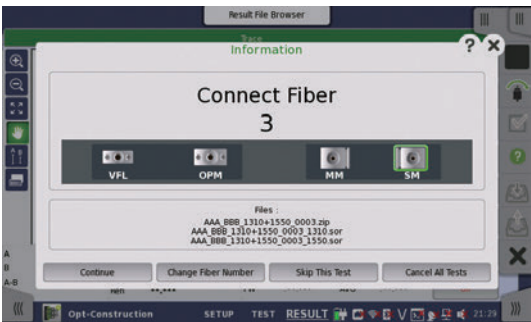 Result File Browser
Trace
Information
?
X
Connect Fiber
3
VFL
OPM
MM
SM
Files :
AAA_BBB_1310+1550_0003.zip
AAA_BBB_1310+1550_0003_1310.sor
AAA_BBB_1310+1550_0003_1550.sor
Continue
Change Fiber Number
Skip This Test
Cancel All Tests
A
B
A-B
Opt-Construction
SETUP
TEST
RESULT
21:29